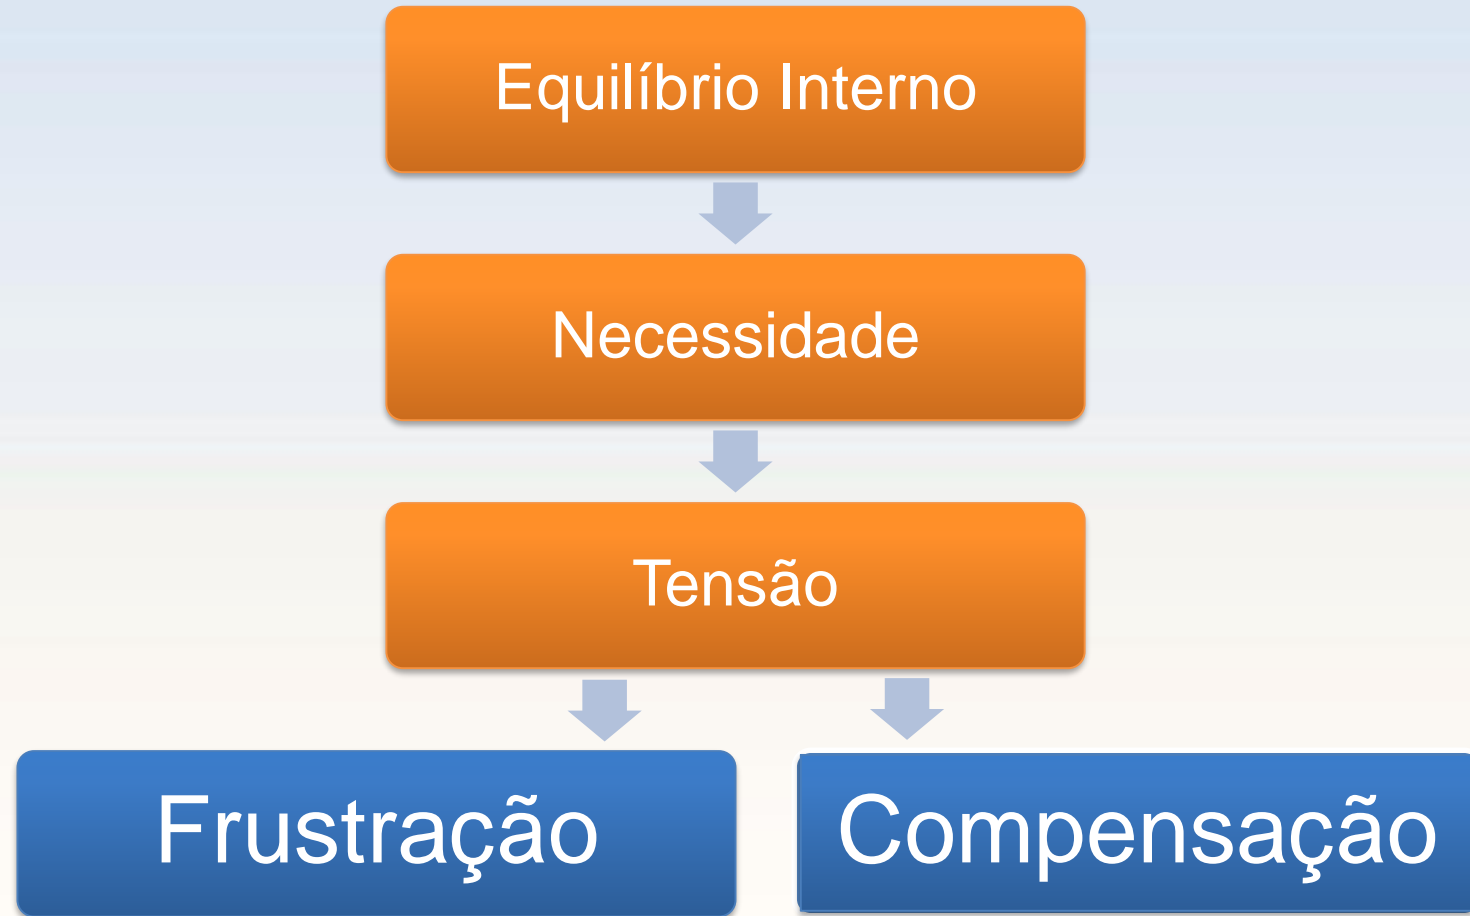 Equilíbrio Interno
Necessidade
Tensão
Frustração
Compensação